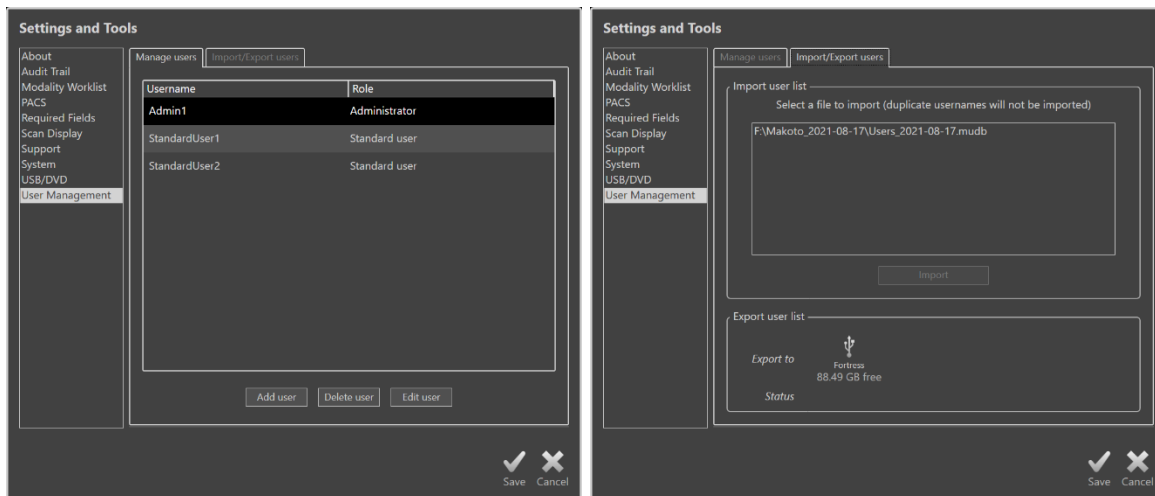 Settings and Tools
About
Audit Trail
Modality Worklist
PACS
Required Fields
Scan Display
Support
System
USB/DVD
User Management
Manage users
Import/Export users
Username
Role
Admin1
Administrator
StandardUser1
Standard user
StandardUser2
Standard user
Add user
Delete user
Edit user
Save
Cancel
Settings and Tools
About
Audit Trail
Modality Worklist
PACS
Required Fields
Scan Display
Support
System
USB/DVD
User Management
Manage users
Import/Export users
Import user list
Select a file to import (duplicate usernames will not be imported)
F:\Makoto_2021-08-17\Users_2021-08-17.mudb
Import
Export user list
Export to
Fortress
88.49 GB free
Status
Save
Cancel